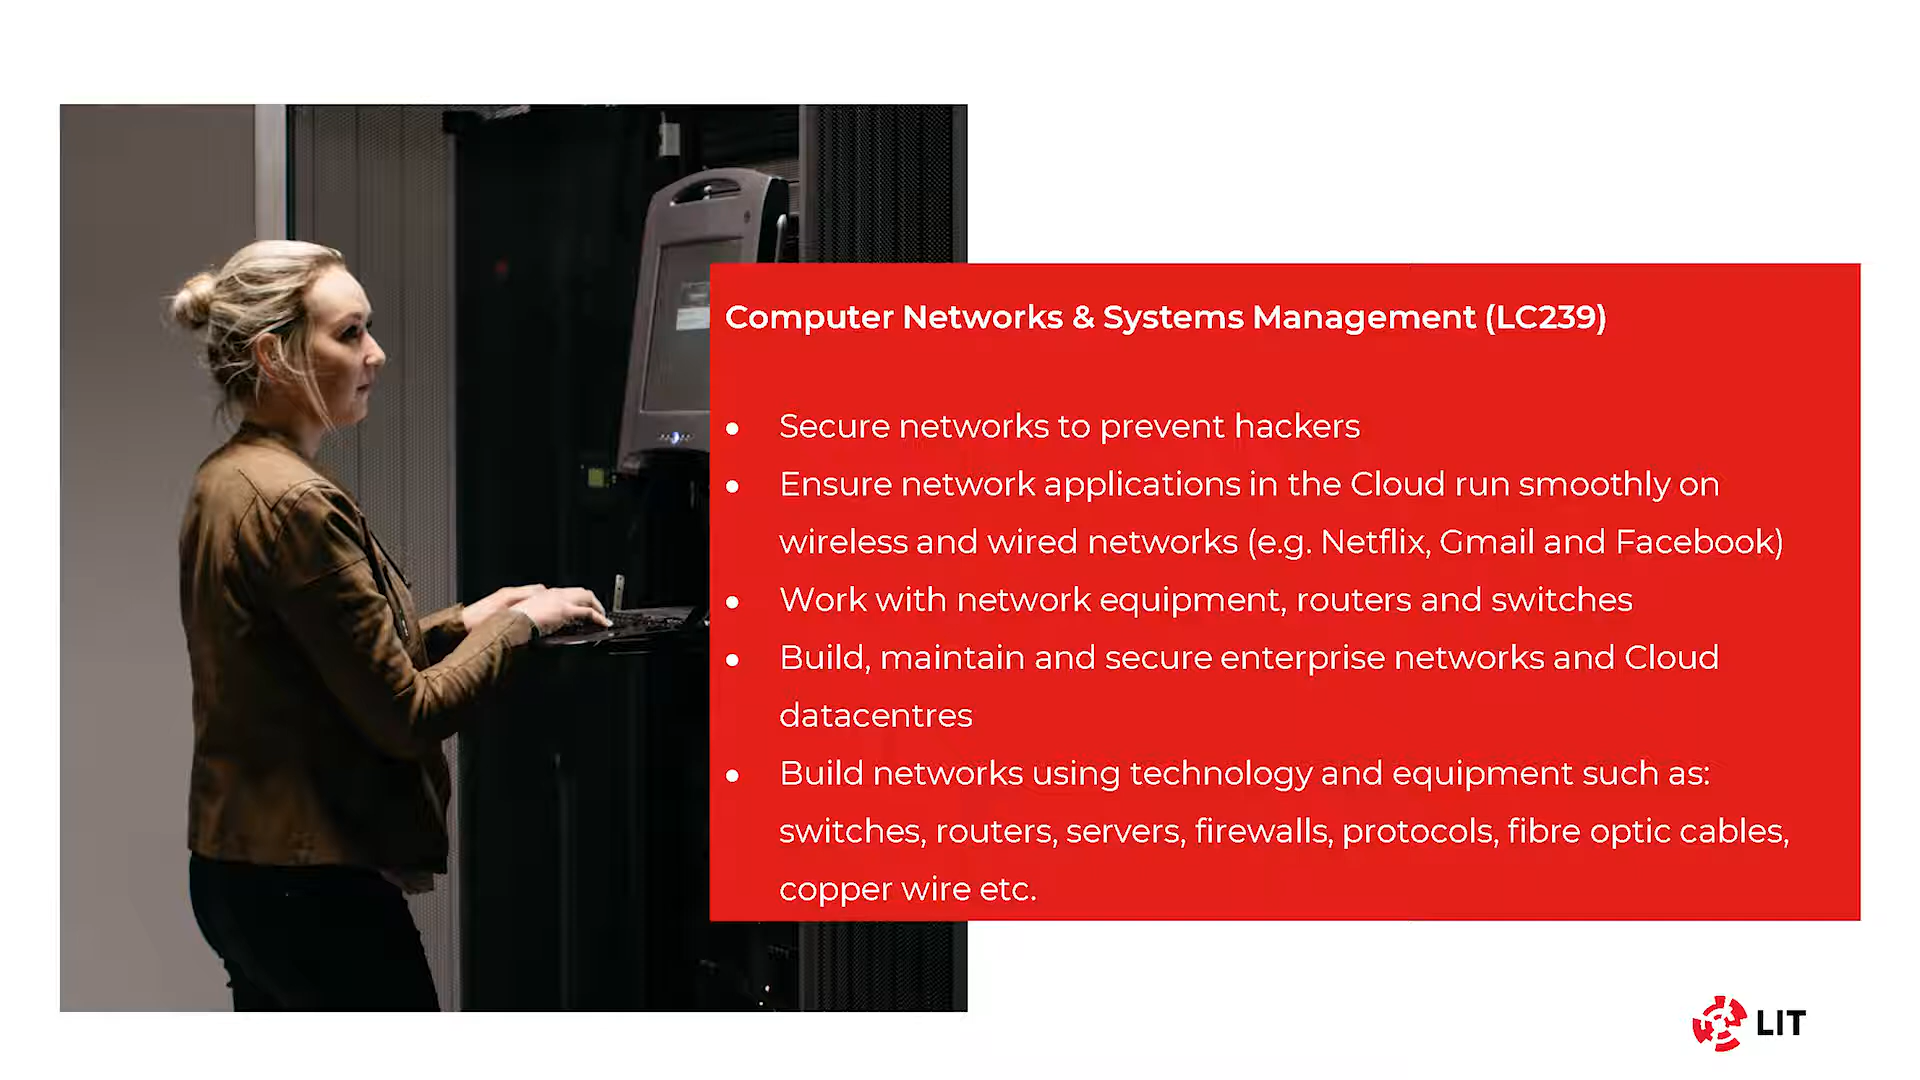 Computer Networks & Systems Management (LC239)
● Secure networks to prevent hackers
● Ensure network applications in the Cloud run smoothly on
wireless and wired networks (e.g. Netflix, Gmail and Facebook)
● Work with network equipment, routers and switches
● Build, maintain and secure enterprise networks and Cloud
datacentres
● Build networks using technology and equipment such as:
switches, routers, servers, firewalls, protocols, fibre optic cables,
copper wire etc.
LIT